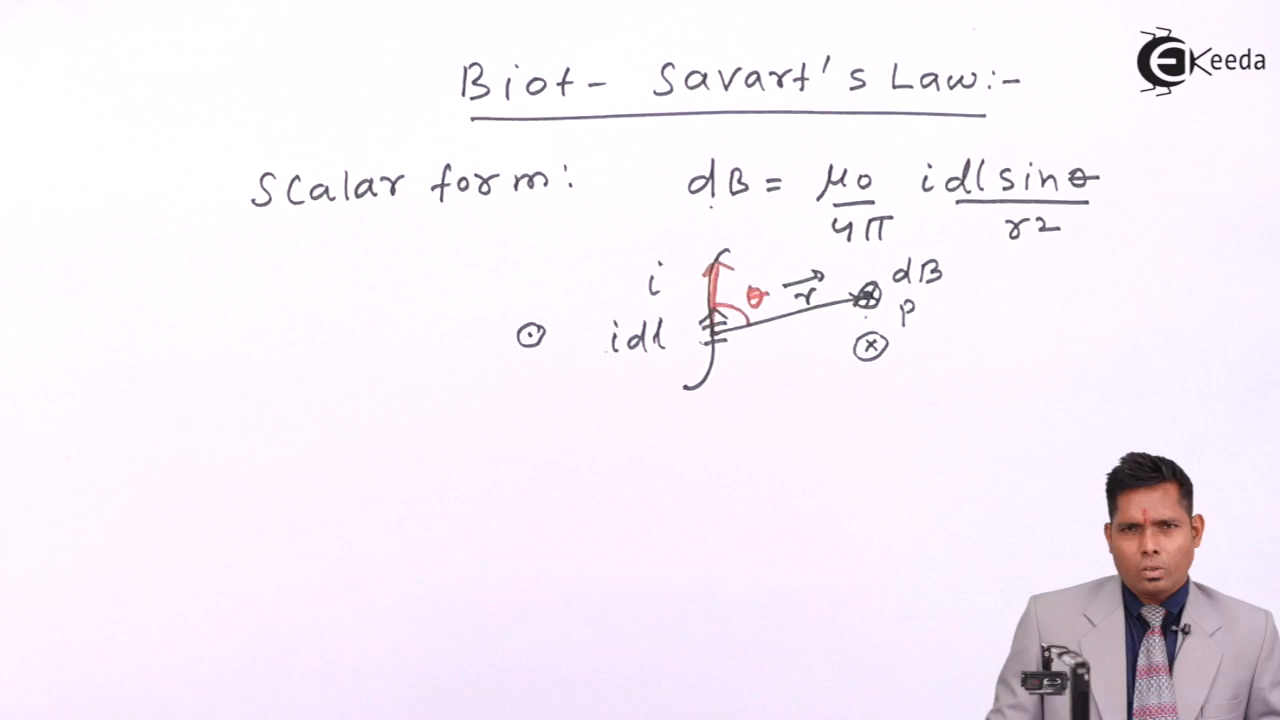 Biot - Savart's Law:-
EKeeda
Scalar form: dB = μ0/4π idl sinθ/r2
i θ r dB
P
idl